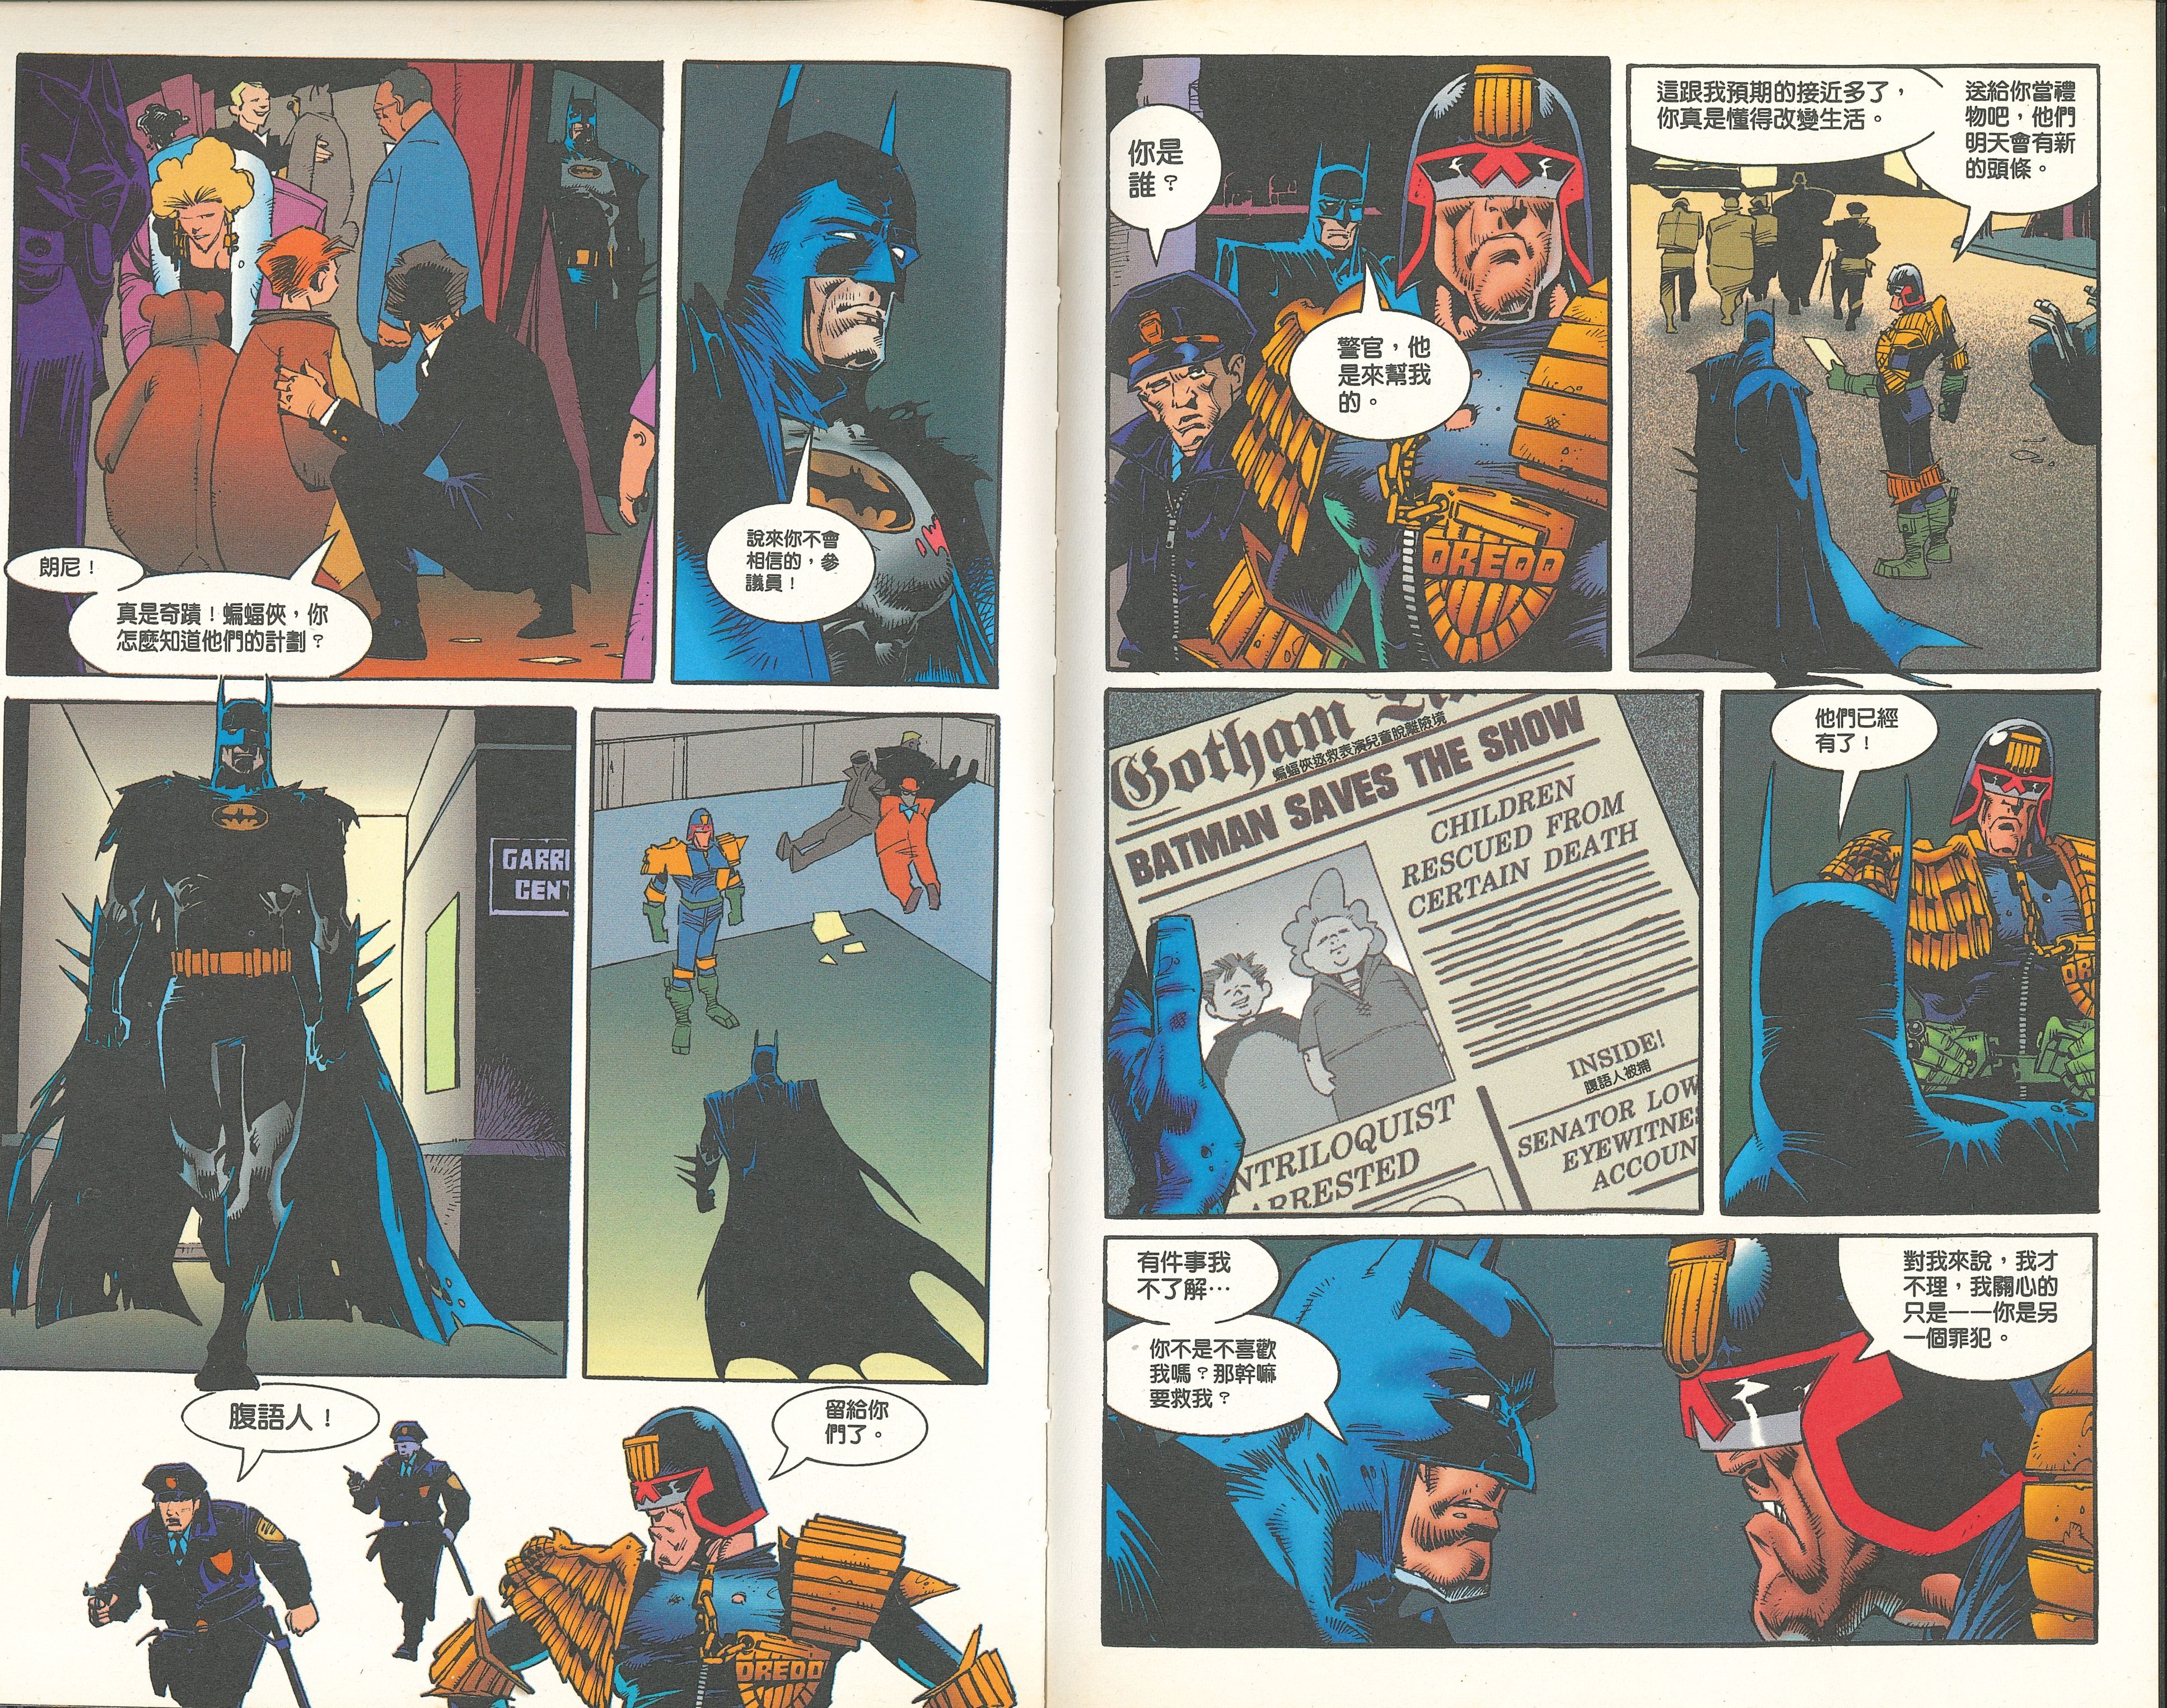 朗尼！
真是奇蹟！蝙蝠俠，你
怎麼知道他們的計劃？
說來你不會
相信的，參
議員！
GARRI
CENT
腹語人！
留給你
們了。
DREDD
你是
誰？
警官，他
是來幫我
的。
DREDD
這跟我預期的接近多了，
你真是懂得改變生活。
送給你當禮
物吧，他們
明天會有新
的頭條。
Gotham
蝙蝠俠拯救表演兒童脫離險境
BATMAN SAVES THE SHOW
CHILDREN
RESCUED FROM
CERTAIN DEATH
NTRILOQUIST
ARRESTED
INSIDE!
腹語人被捕
SENATOR LOW
EYEWITNES
ACCOUN
他們已經
有了！
DR
有件事我
不了解…
你不是不喜歡
我嗎？那幹嘛
要救我？
對我來說，我才
不理，我關心的
只是——你是另
一個罪犯。